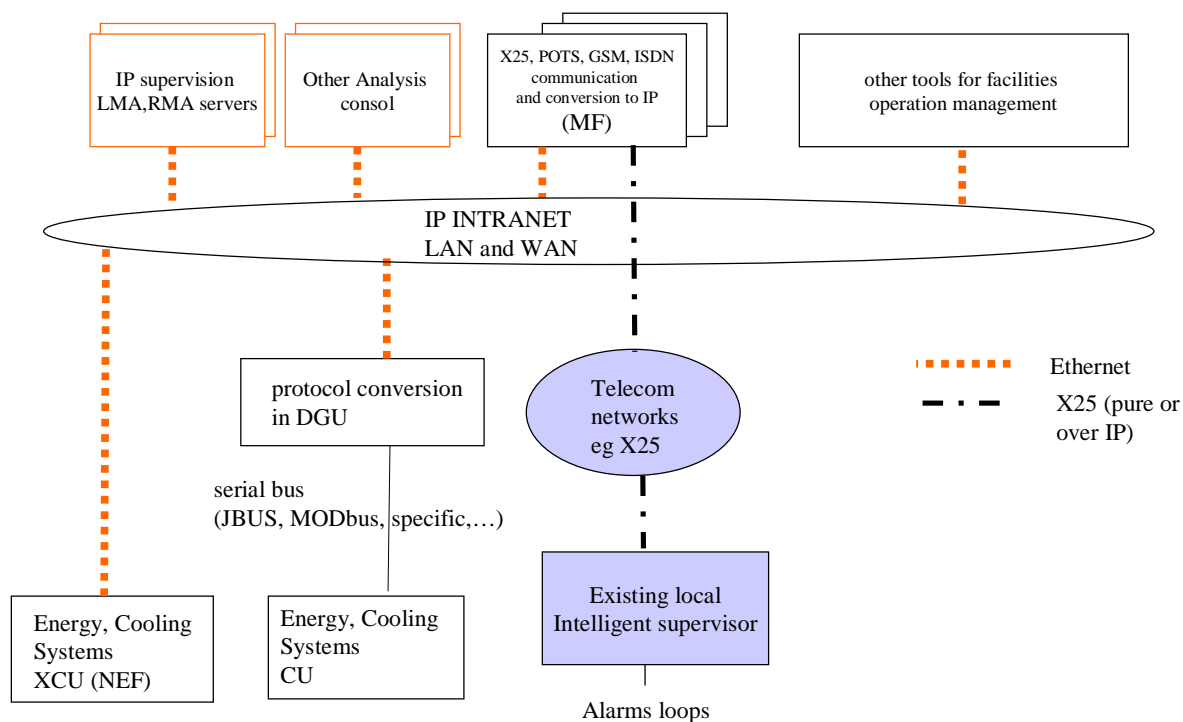 IP supervision
LMA,RMA servers
Other Analysis
consol
X25, POTS, GSM, ISDN
communication
and conversion to IP
(MF)
other tools for facilities
operation management
IP INTRANET
LAN and WAN
protocol conversion
in DGU
Telecom
networks
eg X25
Ethernet
X25 (pure or
over IP)
serial bus
(JBUS, MODbus, specific,…)
Energy, Cooling
Systems
XCU (NEF)
Energy, Cooling
Systems
CU
Existing local
Intelligent supervisor
Alarms loops